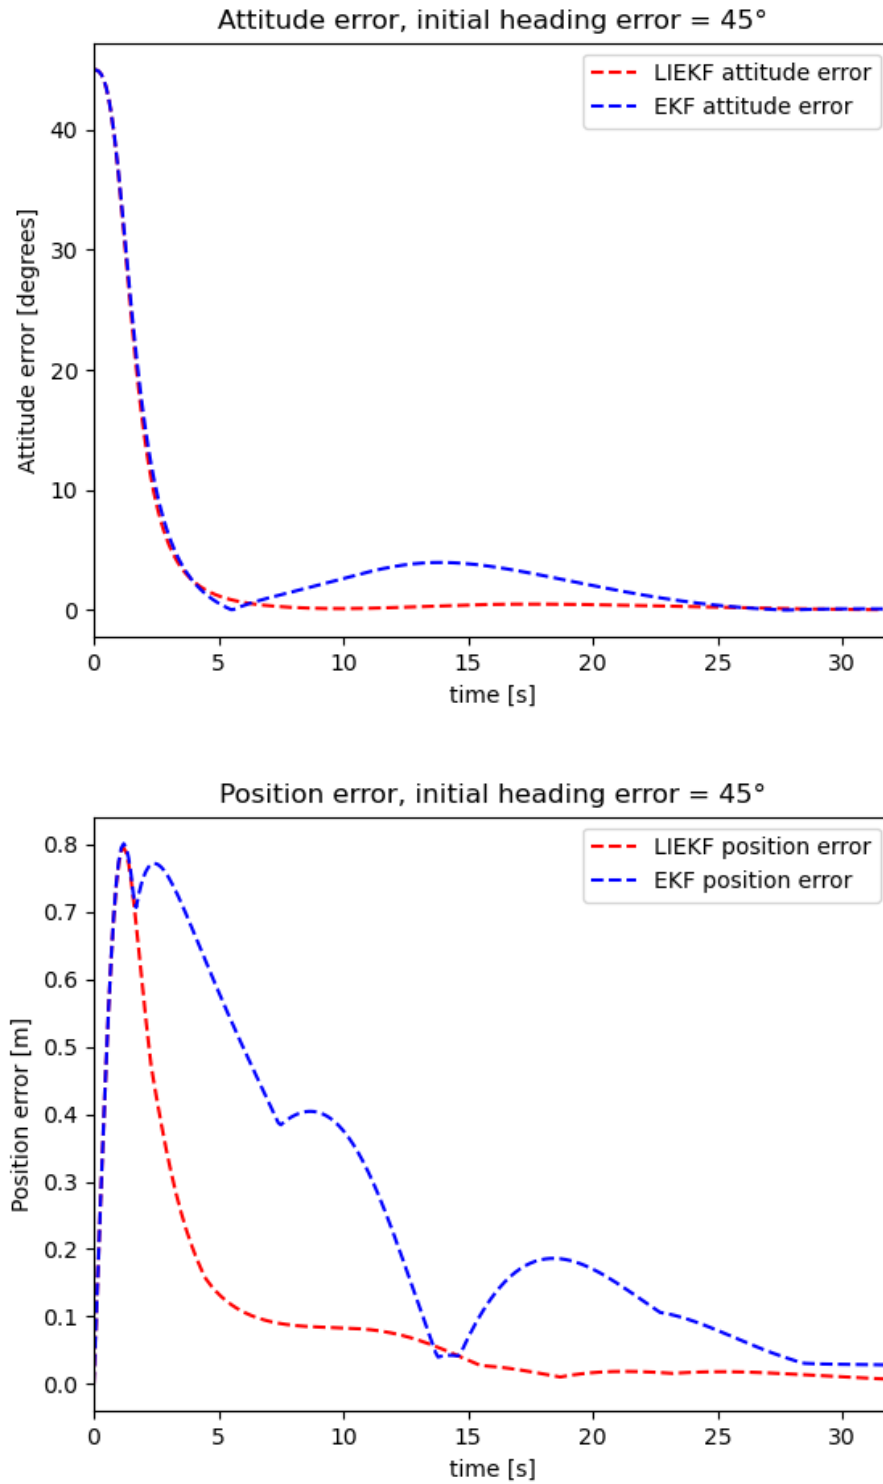 Attitude error, initial heading error = 45°
LIEKF attitude error
EKF attitude error
Attitude error [degrees]
40
30
20
10
0
0 5 10 15 20 25 30
time [s]
Position error, initial heading error = 45°
LIEKF position error
EKF position error
Position error [m]
0.8
0.7
0.6
0.5
0.4
0.3
0.2
0.1
0.0
0 5 10 15 20 25 30
time [s]